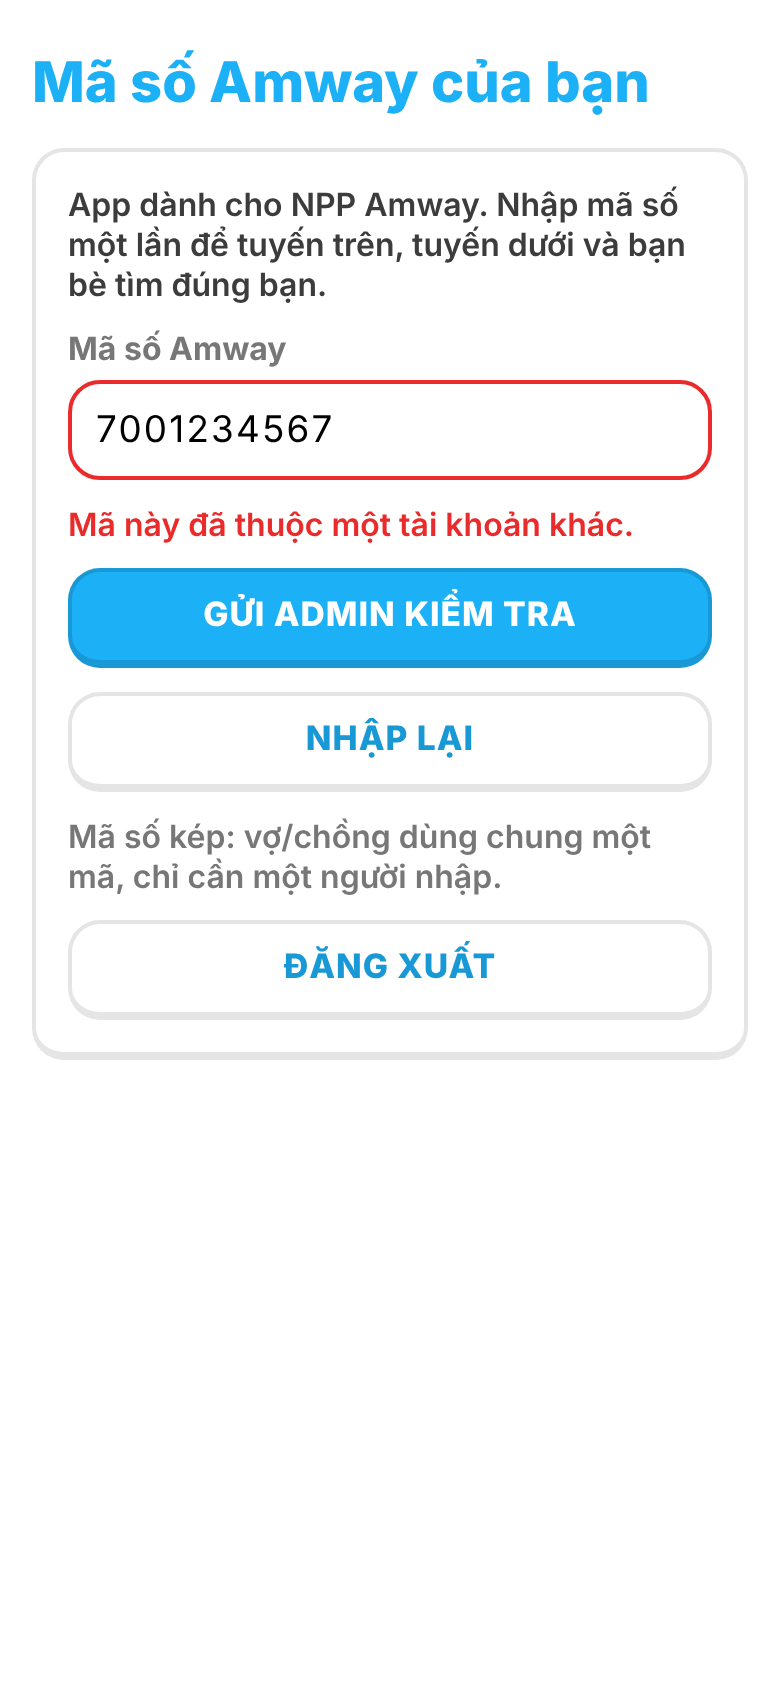 Mã số Amway của bạn
App dành cho NPP Amway. Nhập mã số
một lần để tuyến trên, tuyến dưới và bạn
bè tìm đúng bạn.
Mã số Amway
7001234567
Mã này đã thuộc một tài khoản khác.
GỬI ADMIN KIỂM TRA
NHẬP LẠI
Mã số kép: vợ/chồng dùng chung một
mã, chỉ cần một người nhập.
ĐĂNG XUẤT